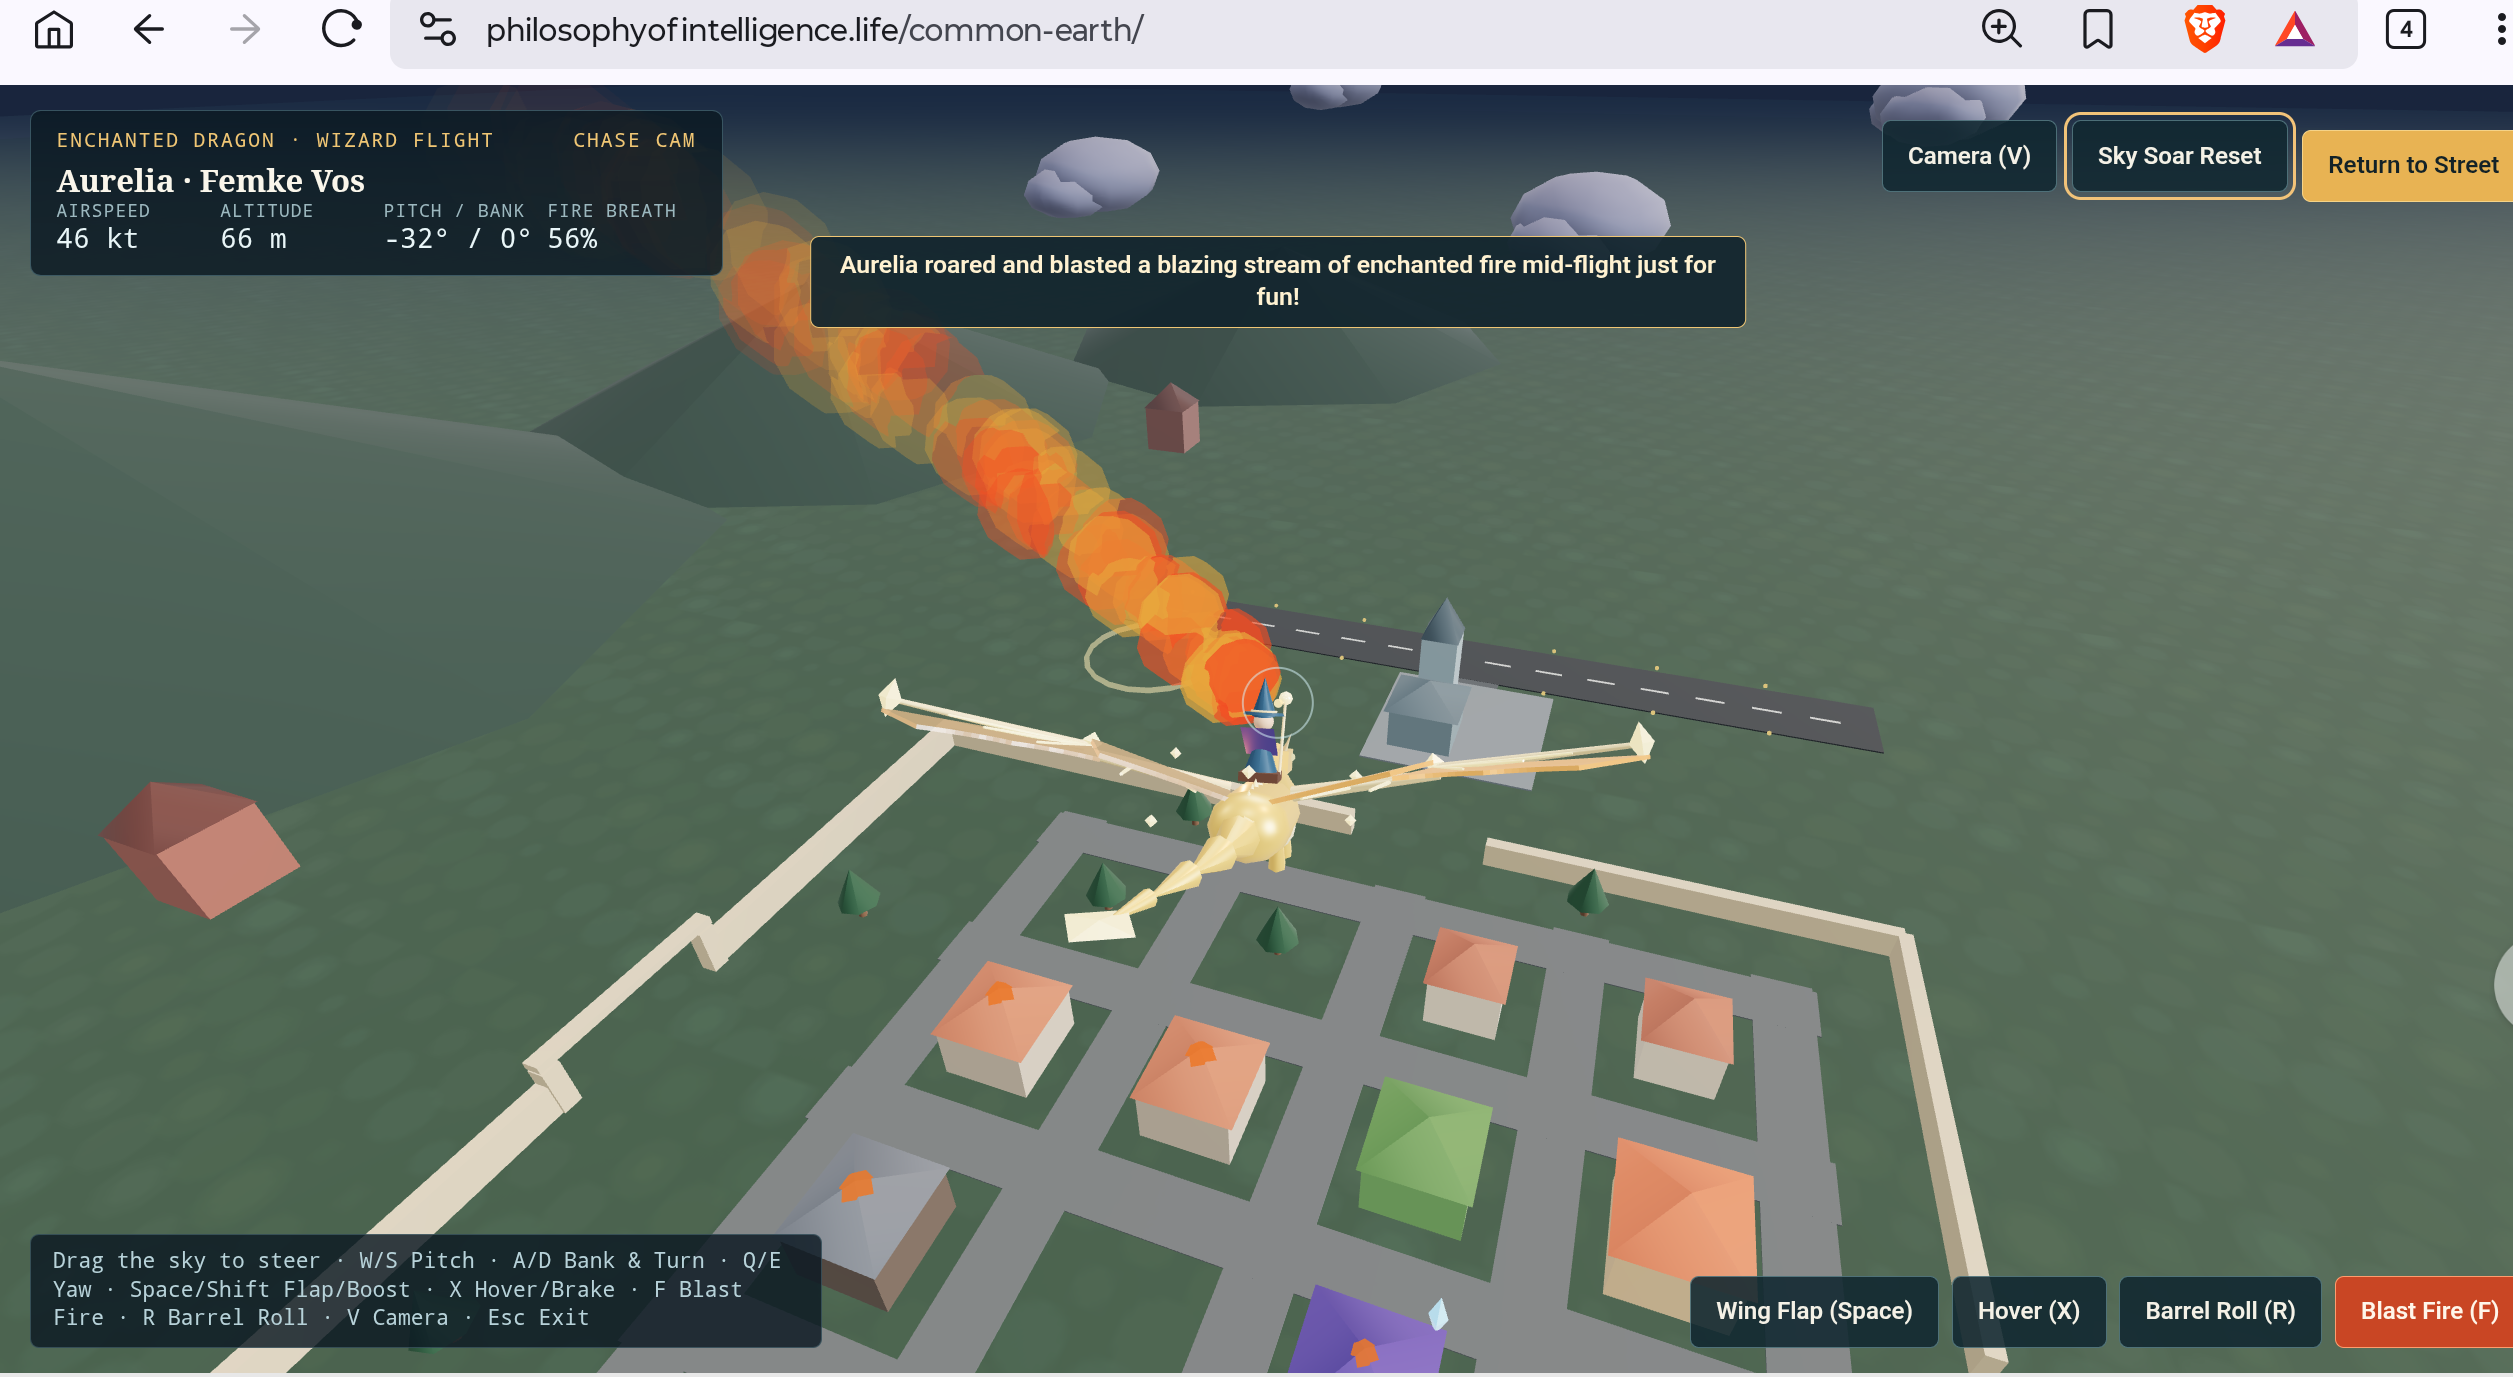 philosophyofintelligence.life/common-earth/
4
ENCHANTED DRAGON · WIZARD FLIGHT CHASE CAM
Aurelia · Femke Vos
AIRSPEED ALTITUDE PITCH / BANK FIRE BREATH
46 kt 66 m -32° / 0° 56%
Camera (V) Sky Soar Reset Return to Street
Aurelia roared and blasted a blazing stream of enchanted fire mid-flight just for
fun!
Drag the sky to steer · W/S Pitch · A/D Bank & Turn · Q/E
Yaw · Space/Shift Flap/Boost · X Hover/Brake · F Blast
Fire · R Barrel Roll · V Camera · Esc Exit
Wing Flap (Space) Hover (X) Barrel Roll (R) Blast Fire (F)